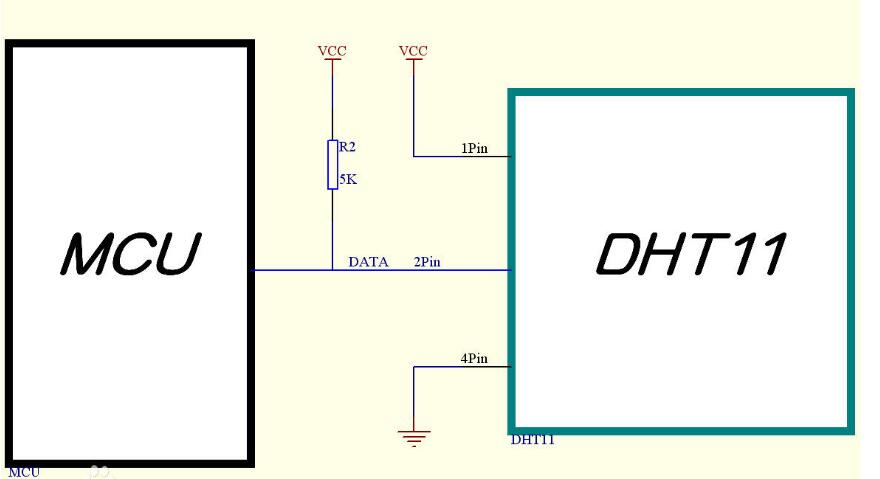 VCC VCC
R2
1Pin
5K
MCU
DHT11
DATA 2Pin
4Pin
DHT11
MCU